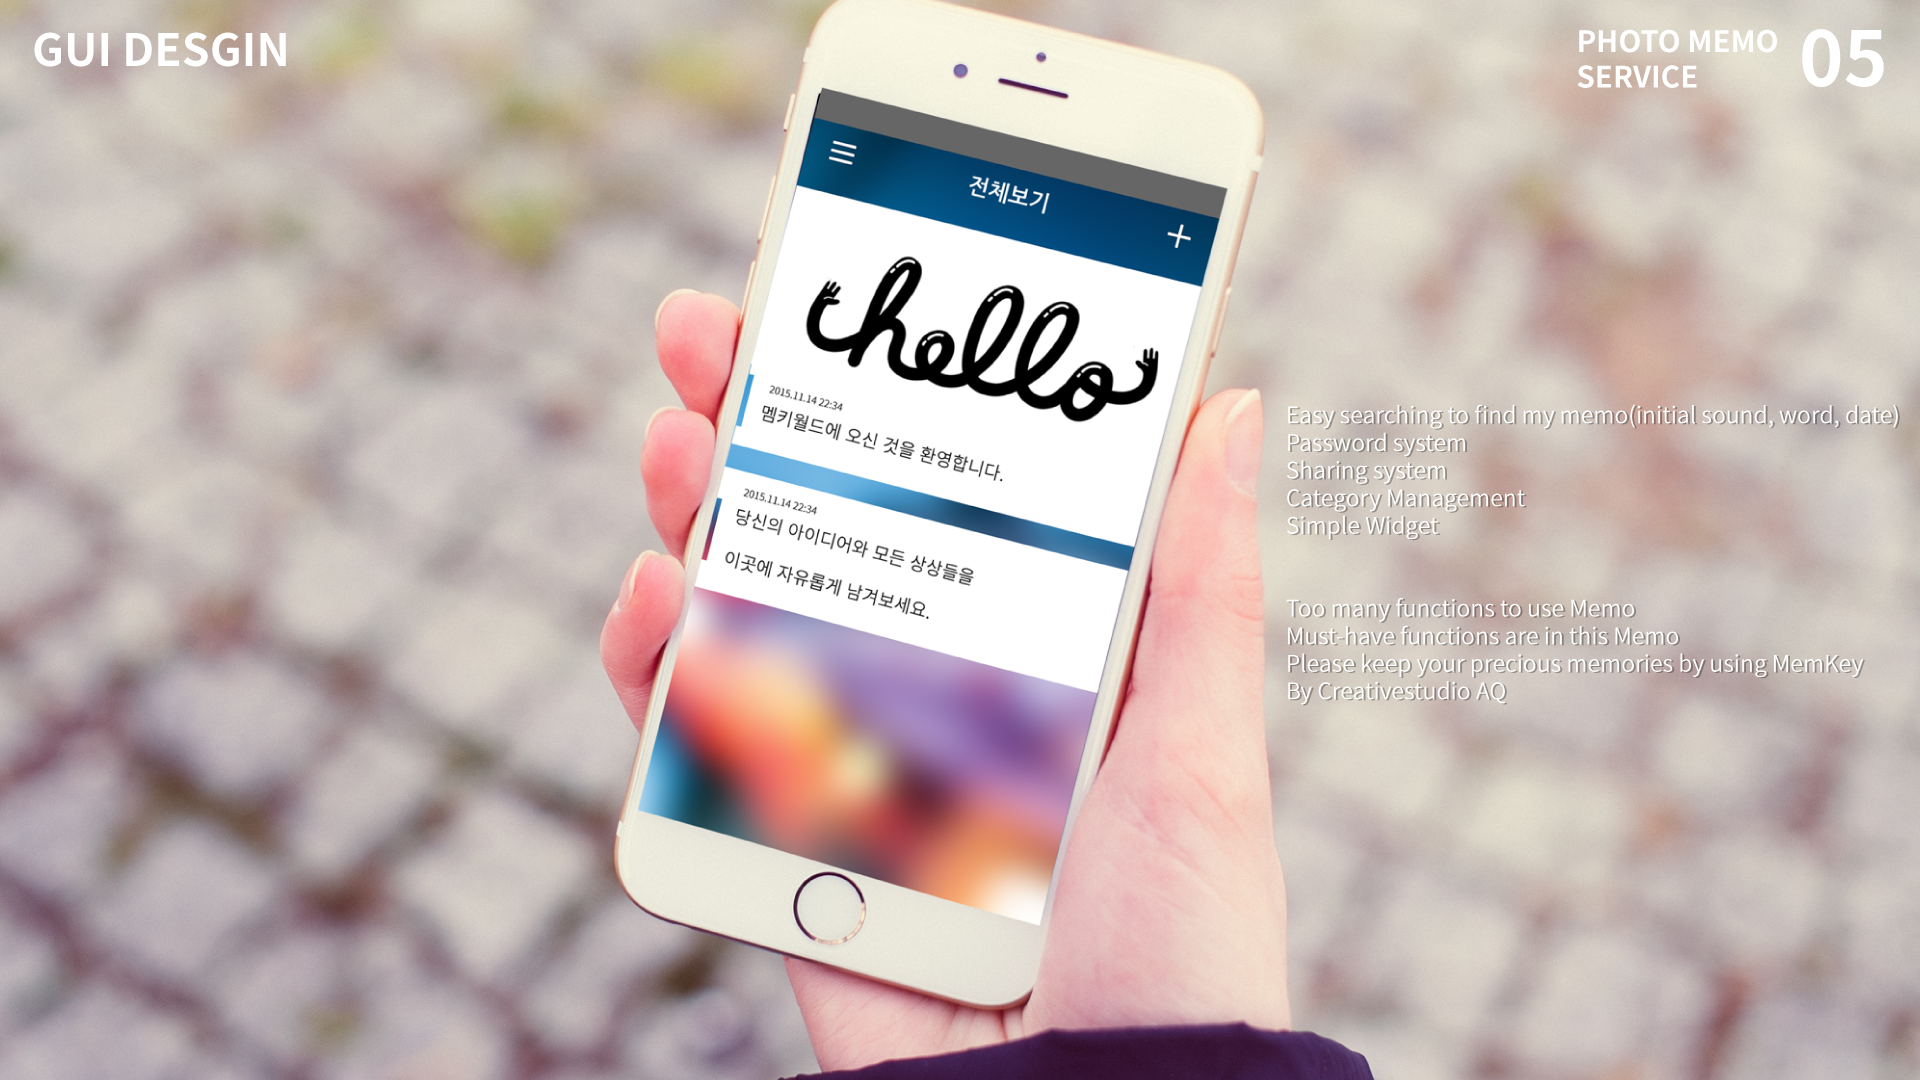 GUI DESGIN
PHOTO MEMO
SERVICE
05
전체보기
hello
2015.11.14 22:34
멤키월드에 오신 것을 환영합니다.
2015.11.14 22:34
당신의 아이디어와 모든 상상들을
이곳에 자유롭게 남겨보세요.
Easy searching to find my memo(initial sound, word, date)
Password system
Sharing system
Category Management
Simple Widget
Too many functions to use Memo
Must-have functions are in this Memo
Please keep your precious memories by using MemKey
By Creativestudio AQ